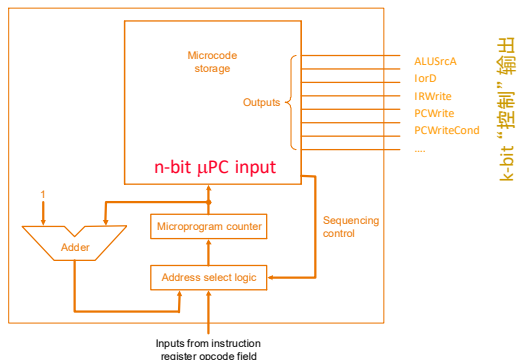 Microcode
storage
Outputs
ALUSrcA
IorD
IRWrite
PCWrite
PCWriteCond
....
k-bit “控制” 输出
n-bit μPC input
1
Adder
Microprogram counter
Sequencing
control
Address select logic
Inputs from instruction
register opcode field